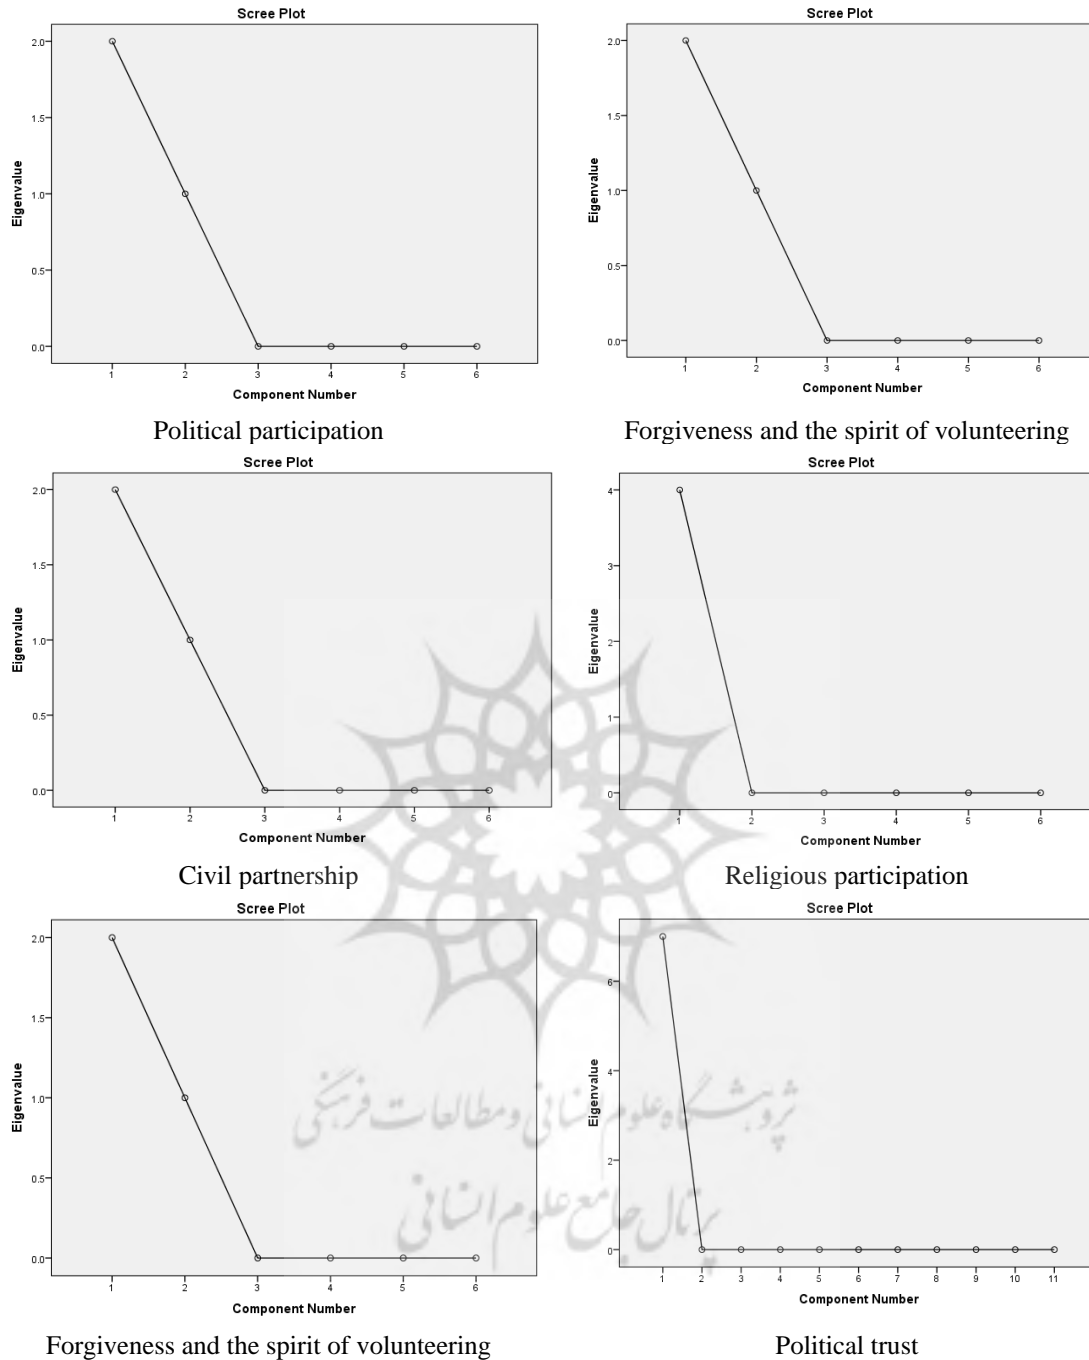 Scree Plot
Eigenvalue
2.0
1.5
1.0
0.5
0.0
1 2 3 4 5 6
Component Number
Political participation
Scree Plot
Eigenvalue
2.0
1.5
1.0
0.5
0.0
1 2 3 4 5 6
Component Number
Forgiveness and the spirit of volunteering
Scree Plot
Eigenvalue
2.0
1.5
1.0
0.5
0.0
1 2 3 4 5 6
Component Number
Civil partnership
Scree Plot
Eigenvalue
4
3
2
1
0
1 2 3 4 5 6
Component Number
Religious participation
Scree Plot
Eigenvalue
2.0
1.5
1.0
0.5
0.0
1 2 3 4 5 6
Component Number
Forgiveness and the spirit of volunteering
Scree Plot
Eigenvalue
6
4
2
0
1 2 3 4 5 6 7 8 9 10 11
Component Number
Political trust
پژوهشگاه علوم انسانی و مطالعات فرهنگی
پرتال جامع علوم انسانی